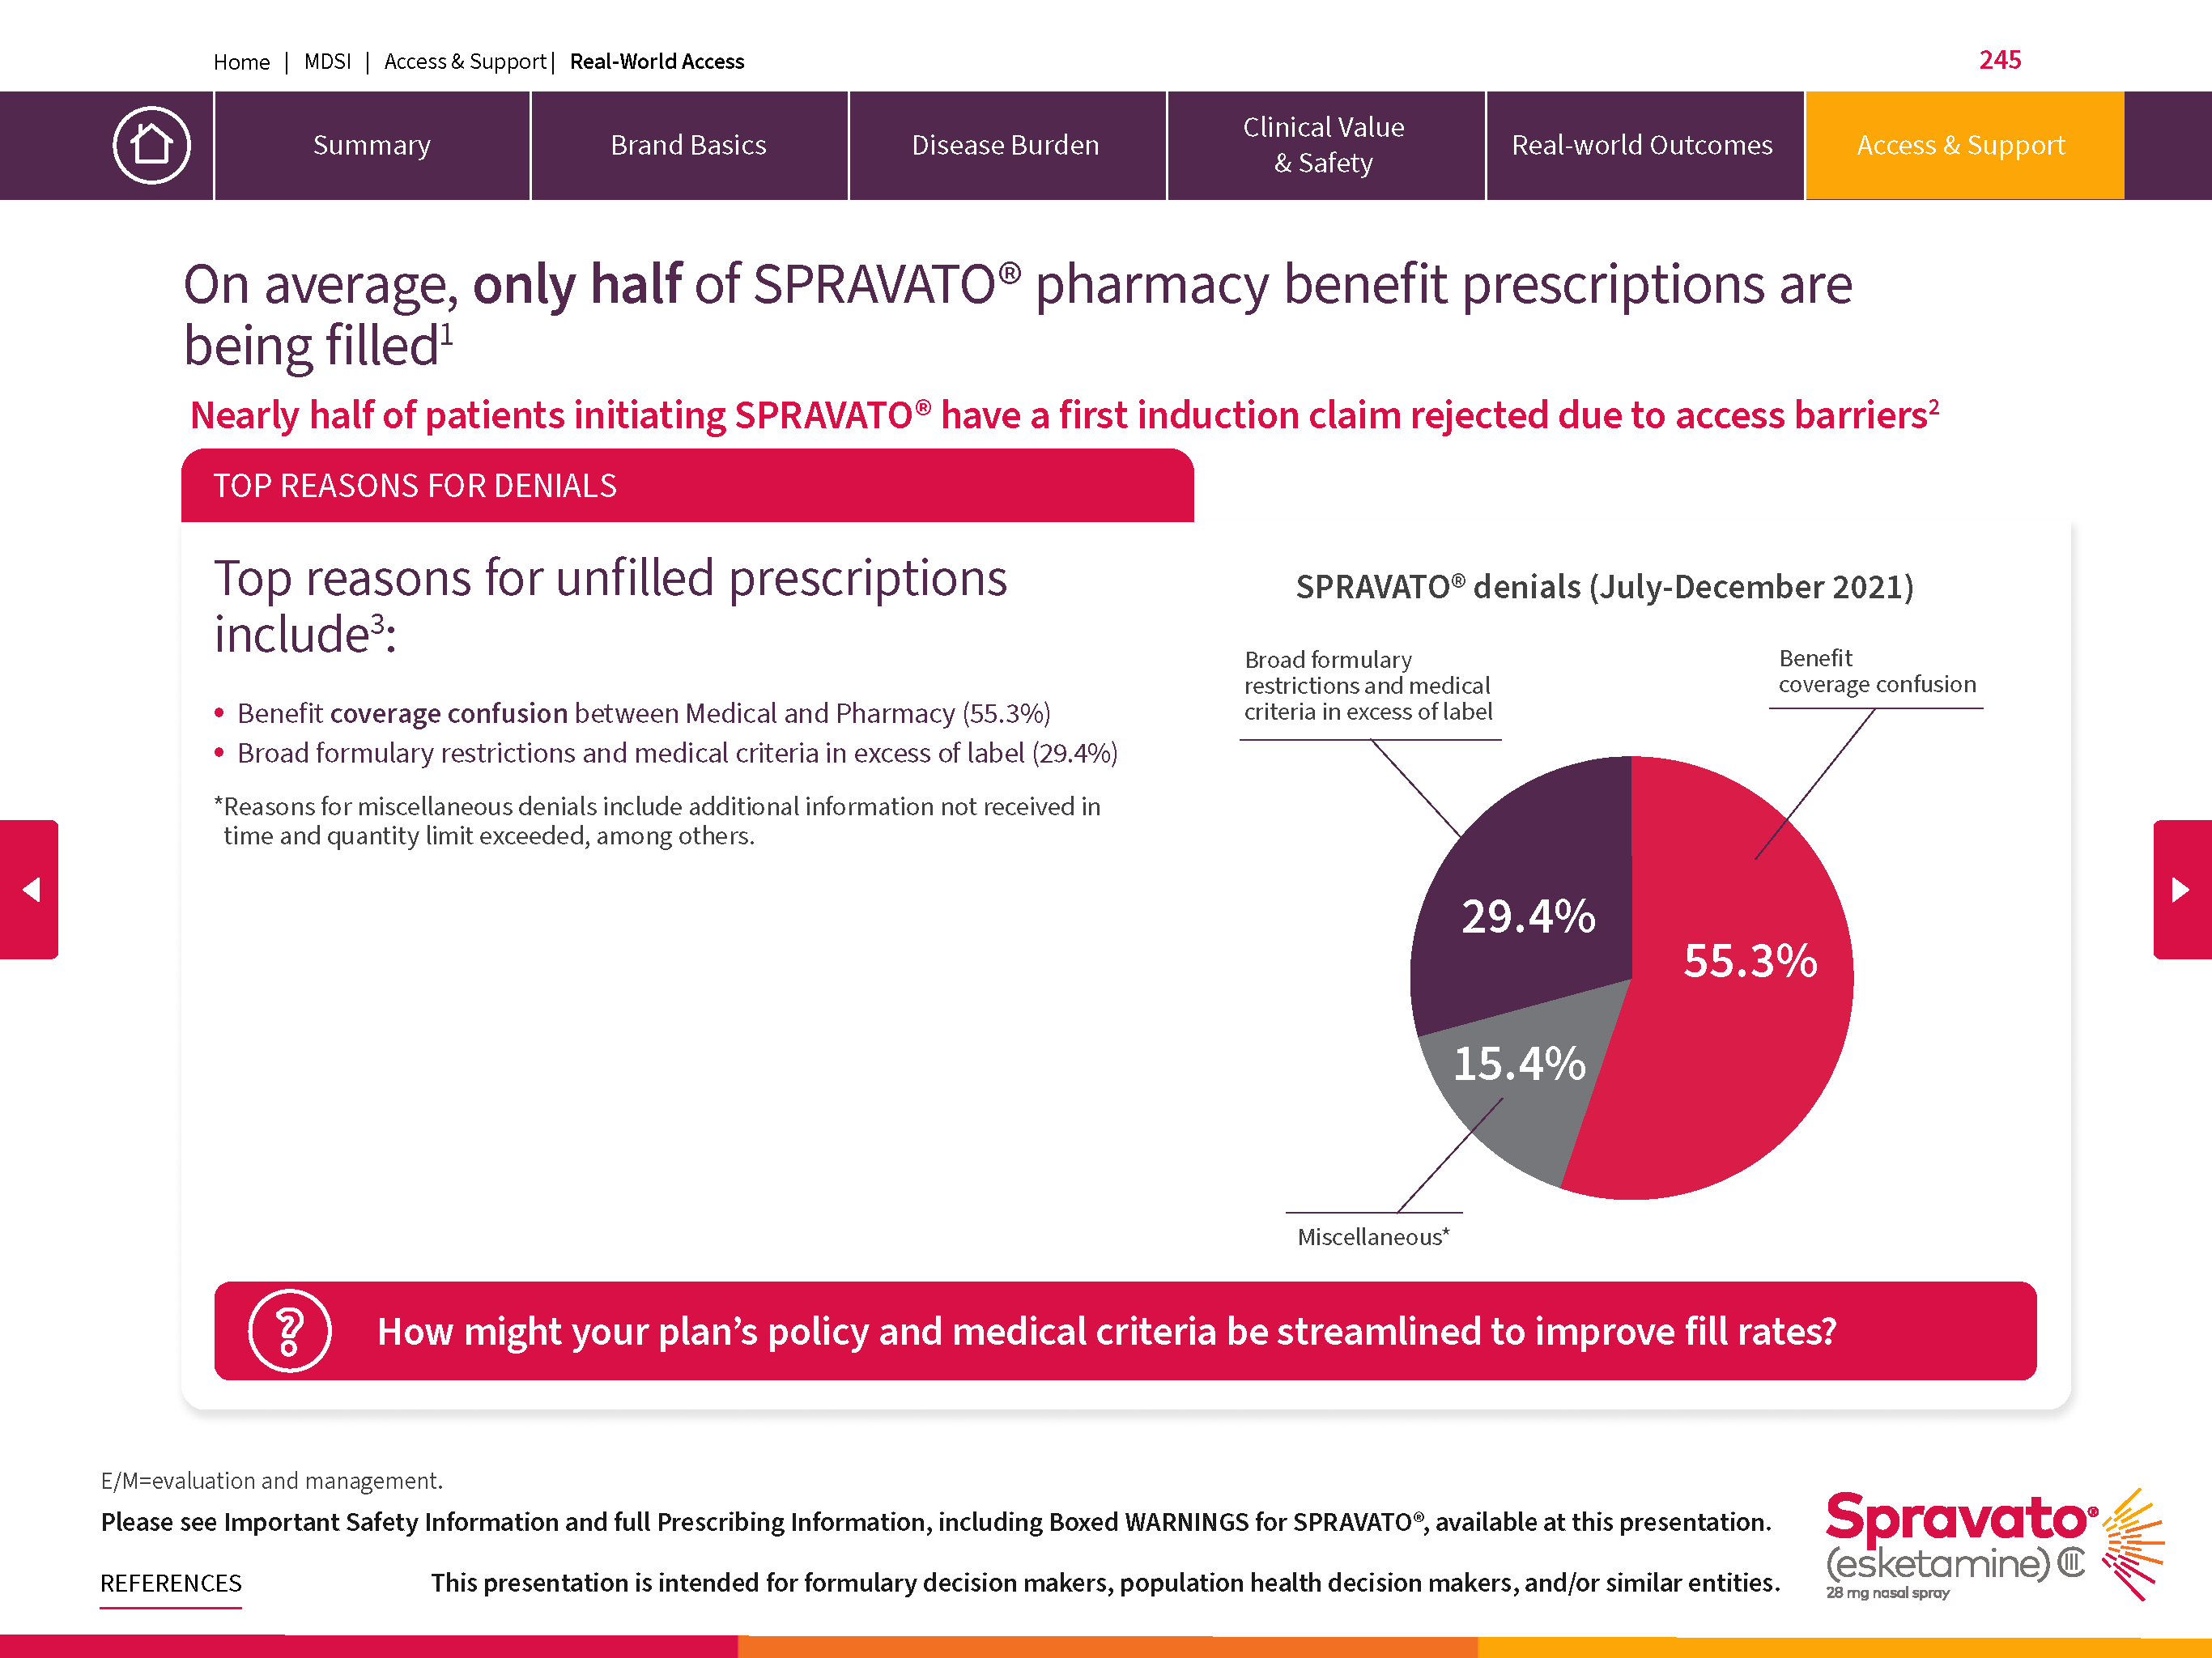 Home | MDSI | Access & Support | Real-World Access
245
Summary
Brand Basics
Disease Burden
Clinical Value
& Safety
Real-world Outcomes
Access & Support
On average, only half of SPRAVATO® pharmacy benefit prescriptions are
being filled¹
Nearly half of patients initiating SPRAVATO® have a first induction claim rejected due to access barriers²
TOP REASONS FOR DENIALS
Top reasons for unfilled prescriptions
include³:
• Benefit coverage confusion between Medical and Pharmacy (55.3%)
• Broad formulary restrictions and medical criteria in excess of label (29.4%)
*Reasons for miscellaneous denials include additional information not received in
time and quantity limit exceeded, among others.
SPRAVATO® denials (July-December 2021)
Broad formulary
restrictions and medical
criteria in excess of label
Benefit
coverage confusion
29.4%
55.3%
15.4%
Miscellaneous*
?
How might your plan’s policy and medical criteria be streamlined to improve fill rates?
E/M=evaluation and management.
Please see Important Safety Information and full Prescribing Information, including Boxed WARNINGS for SPRAVATO®, available at this presentation.
REFERENCES
This presentation is intended for formulary decision makers, population health decision makers, and/or similar entities.
Spravato®
(esketamine) CIII
28 mg nasal spray